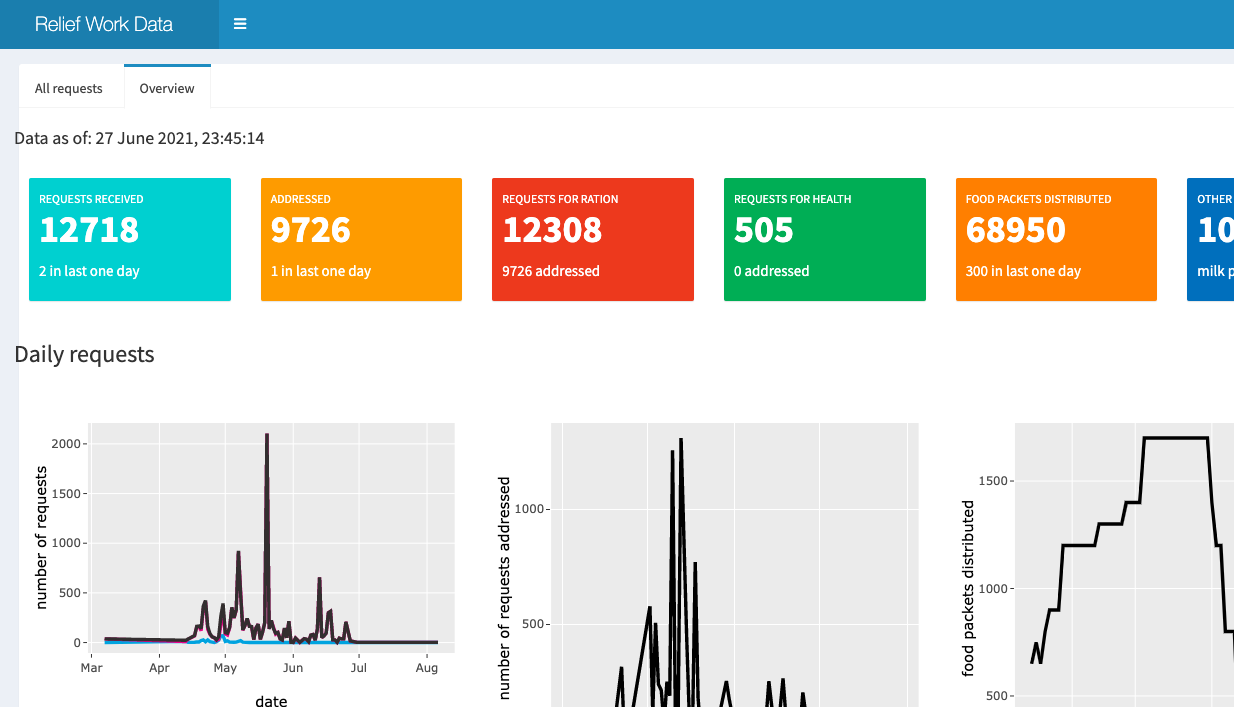 Relief Work Data
All requests
Overview
Data as of: 27 June 2021, 23:45:14
REQUESTS RECEIVED
12718
2 in last one day
ADDRESSED
9726
1 in last one day
REQUESTS FOR RATION
12308
9726 addressed
REQUESTS FOR HEALTH
505
0 addressed
FOOD PACKETS DISTRIBUTED
68950
300 in last one day
OTHER
10
milk p
Daily requests
number of requests
2000
1500
1000
500
0
Mar Apr May Jun Jul Aug
date
number of requests addressed
1000
500
food packets distributed
1500
1000
500